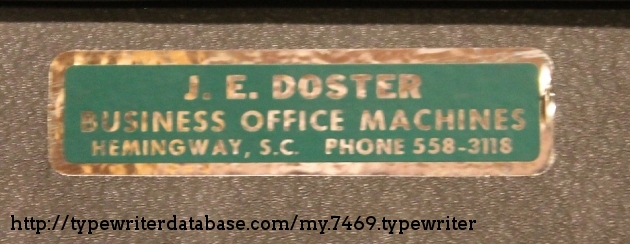 J. E. DOSTER
BUSINESS OFFICE MACHINES
HEMINGWAY, S.C. PHONE 558-3118
http://typewriterdatabase.com/my.7469.typewriter